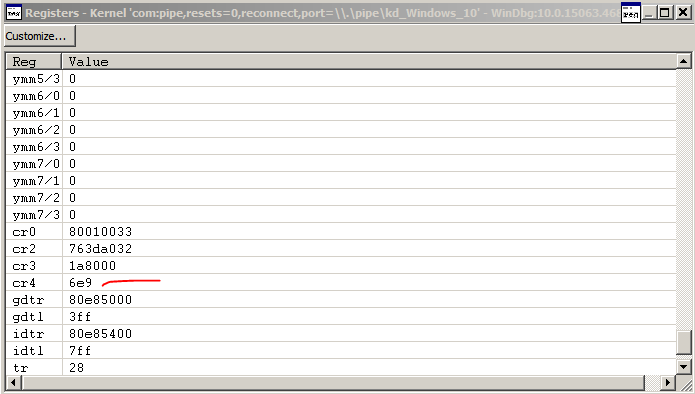 Registers - Kernel 'com:pipe,resets=0,reconnect,port=\\.\pipe\kd_Windows_10' - WinDbg:10.0.15063.46
Customize...
Reg Value
ymm5/3 0
ymm6/0 0
ymm6/1 0
ymm6/2 0
ymm6/3 0
ymm7/0 0
ymm7/1 0
ymm7/2 0
ymm7/3 0
cr0 80010033
cr2 763da032
cr3 1a8000
cr4 6e9
gdtr 80e85000
gdtl 3ff
idtr 80e85400
idtl 7ff
tr 28